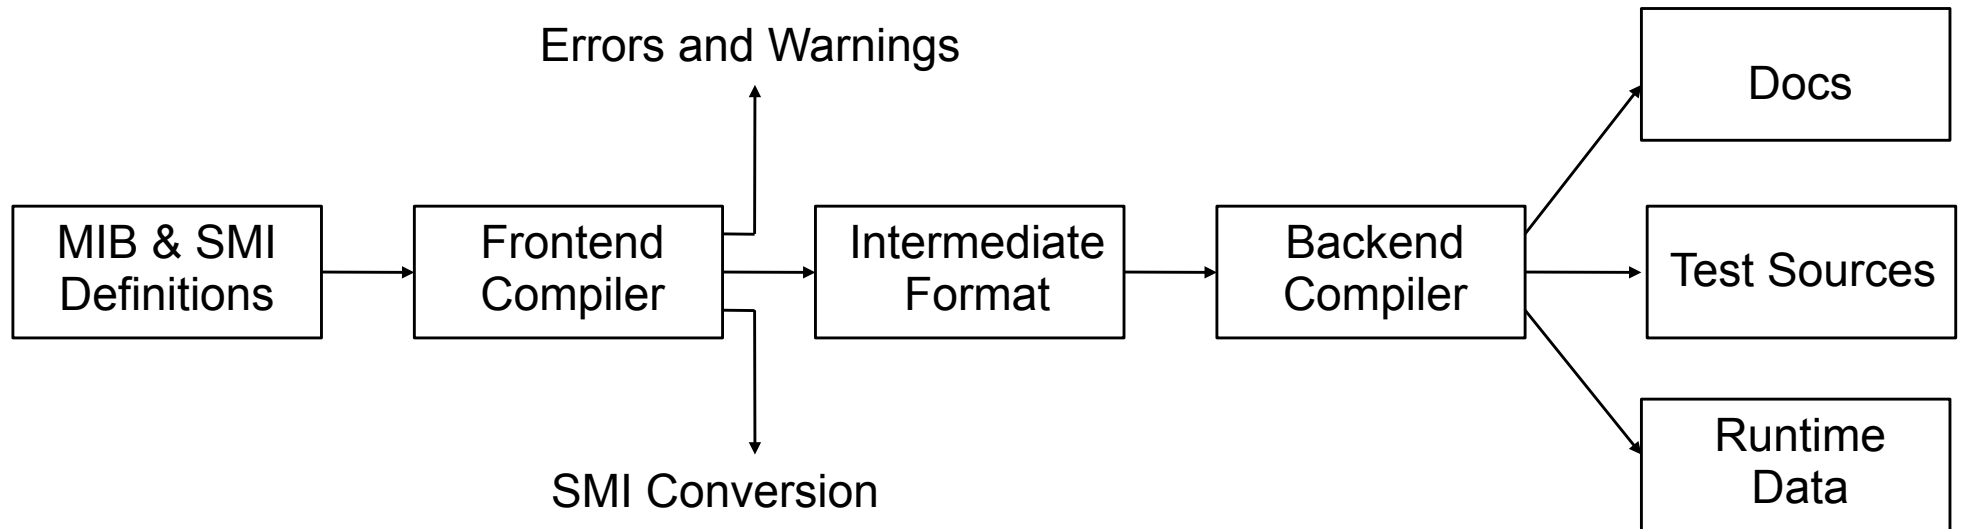 Errors and Warnings
Docs
MIB & SMI
Definitions
Frontend
Compiler
Intermediate
Format
Backend
Compiler
Test Sources
SMI Conversion
Runtime
Data